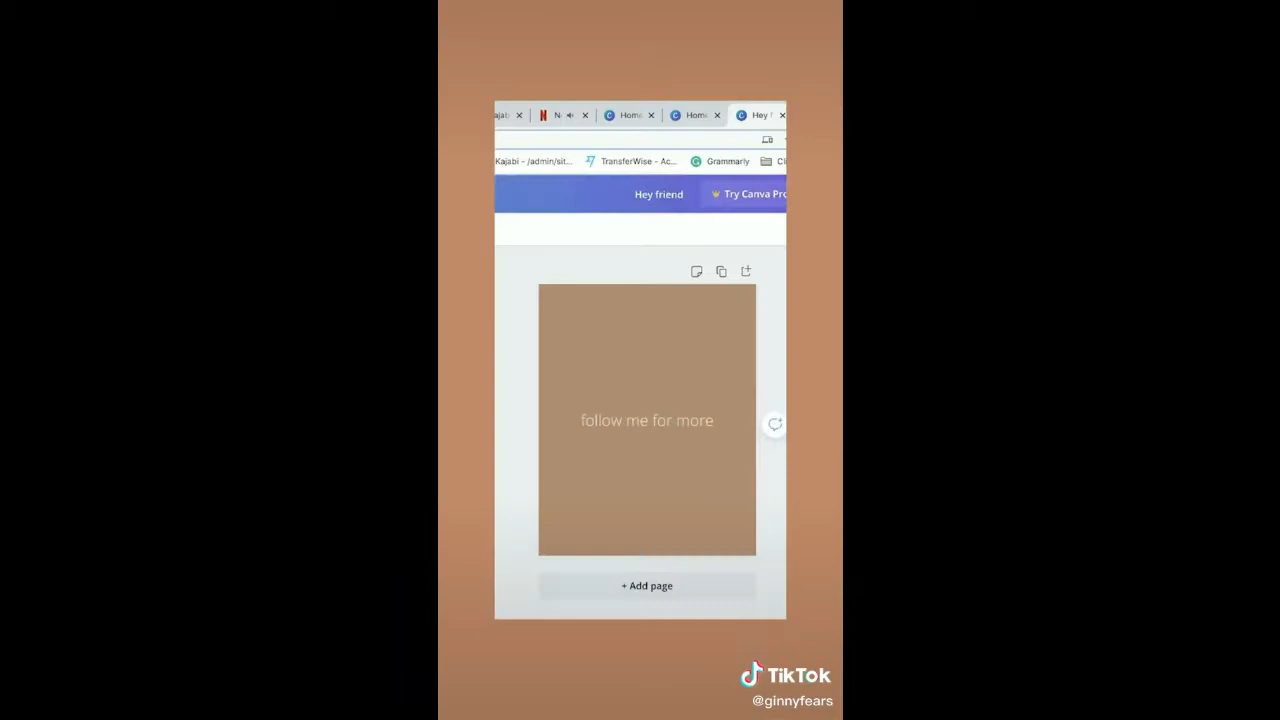 N
Home
Home
Hey f
Kajabi - /admin/sit...
TransferWise - Ac...
Grammarly
Hey friend
Try Canva Pro
follow me for more
+ Add page
TikTok
@ginnyfears